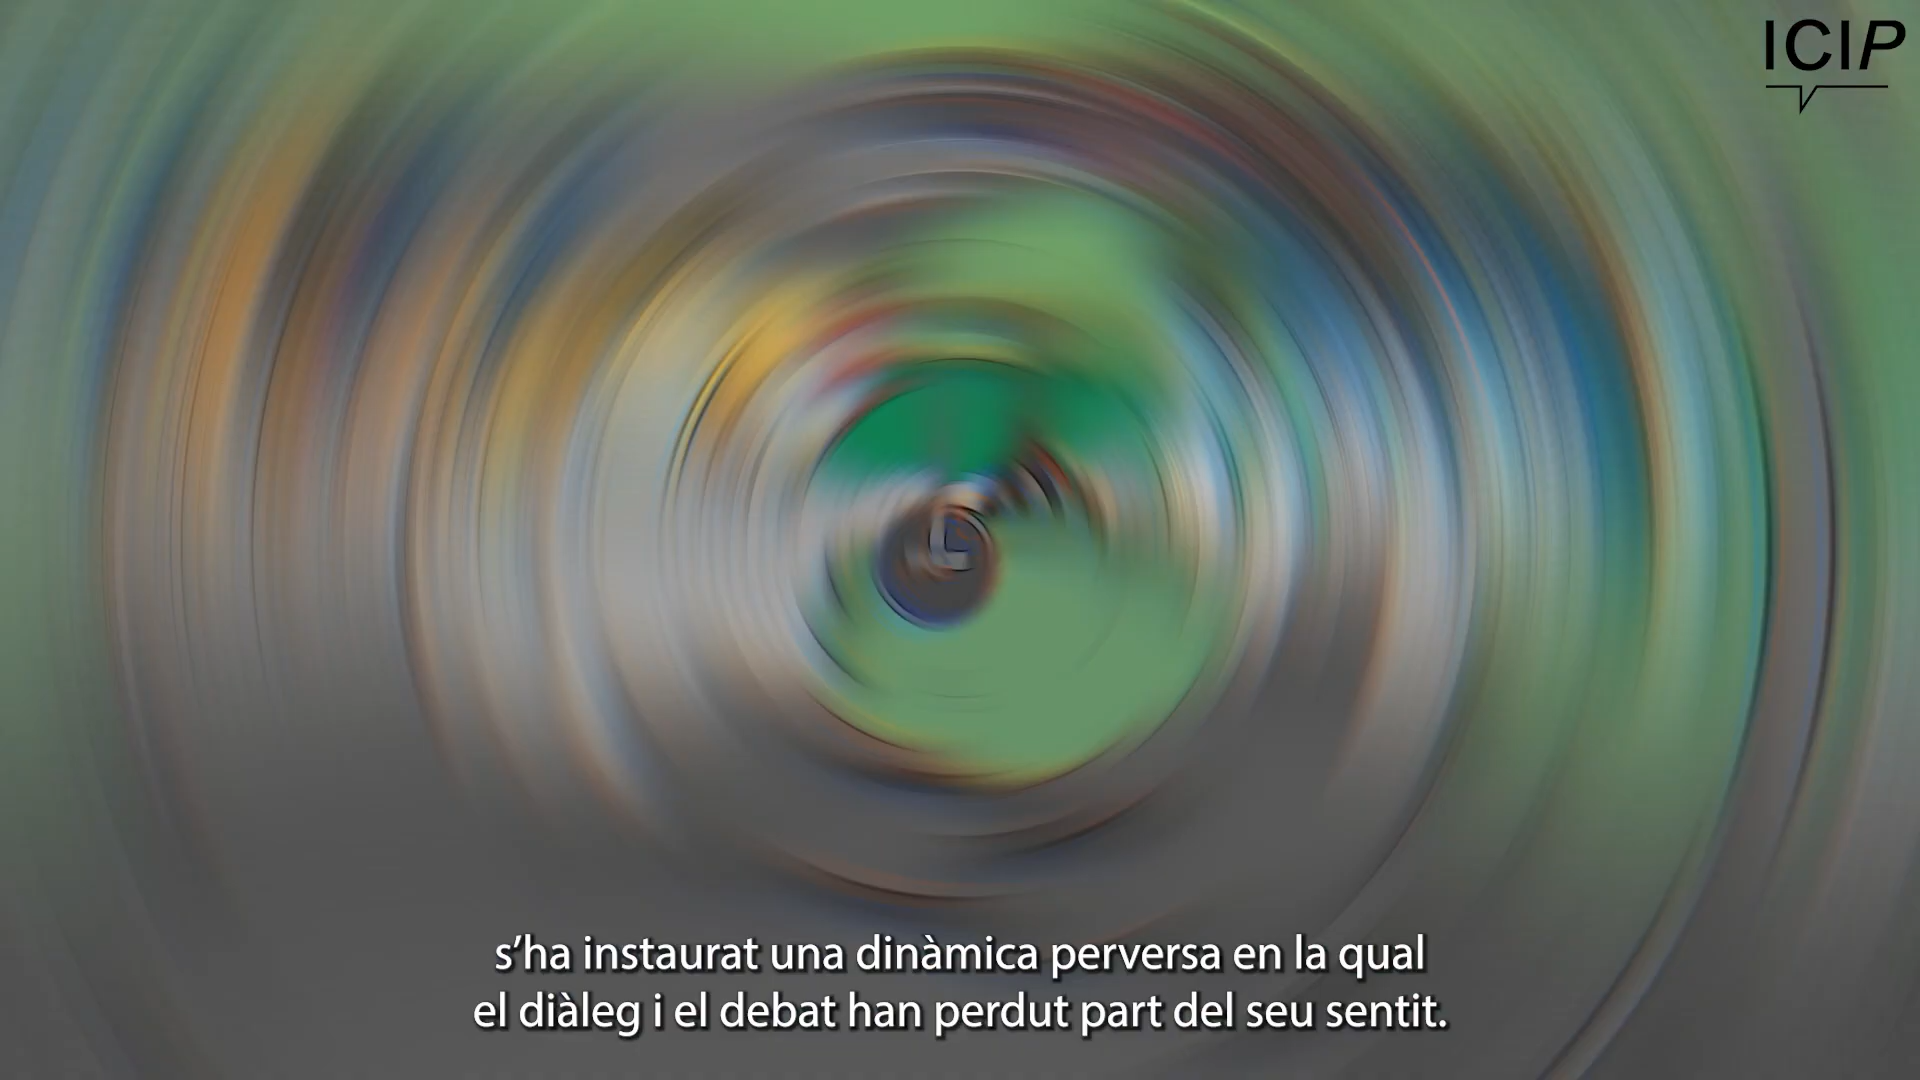 ICIP
s’ha instaurat una dinàmica perversa en la qual
el diàleg i el debat han perdut part del seu sentit.